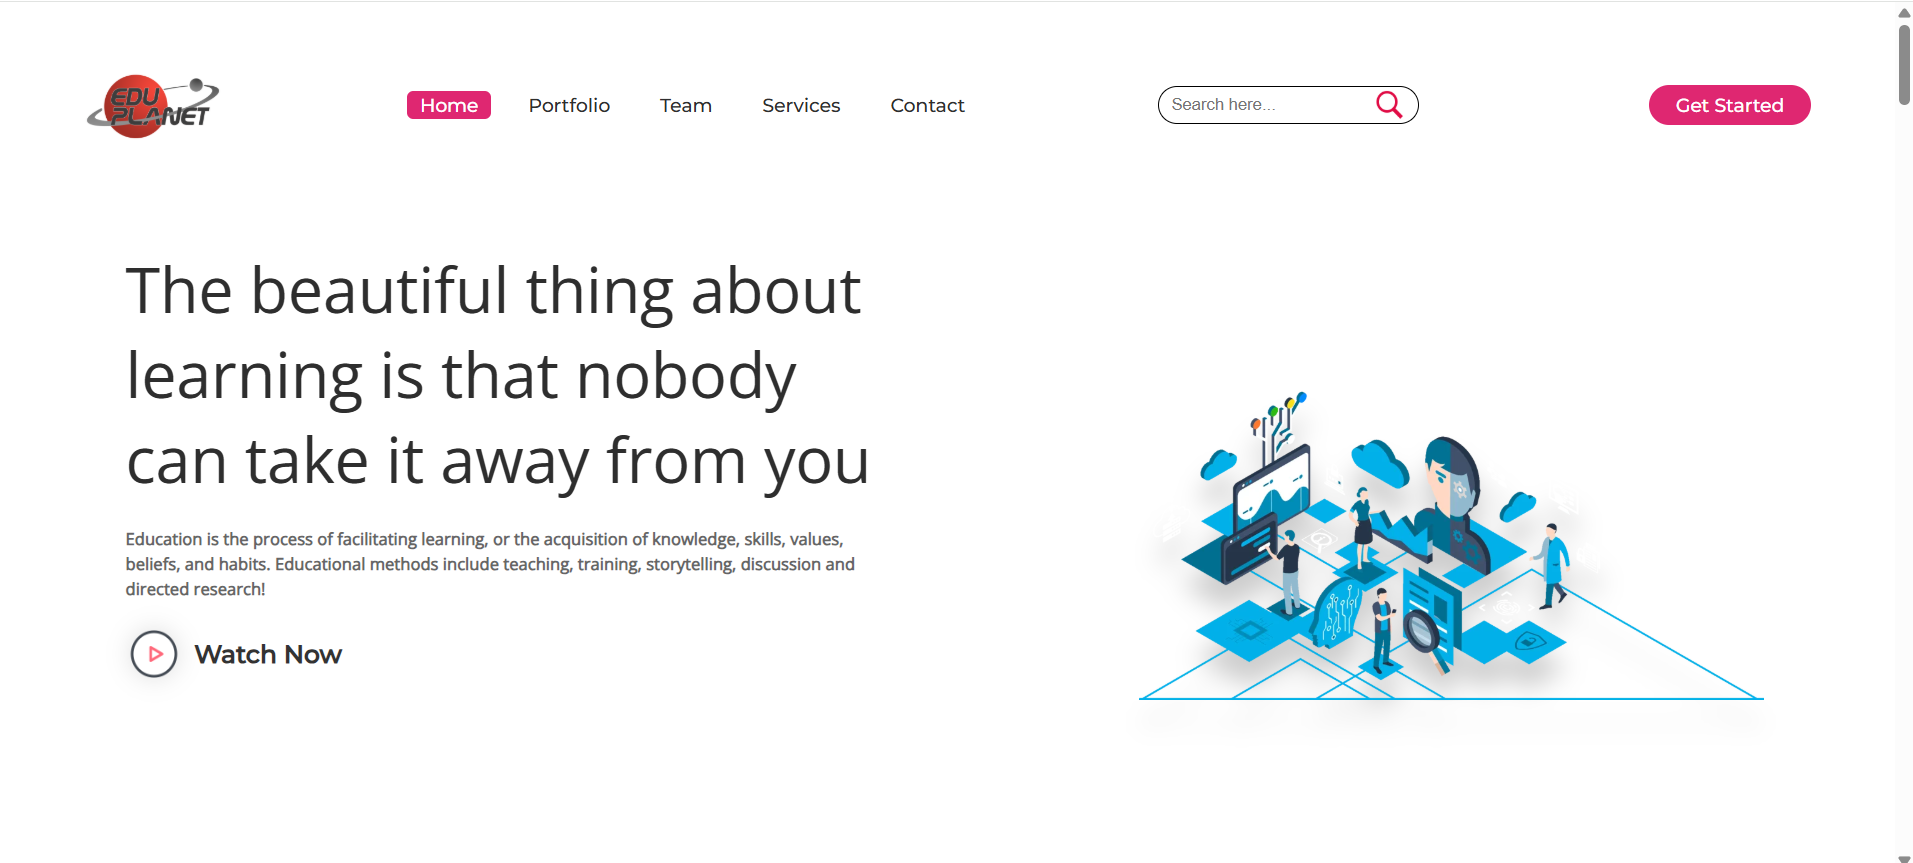 EDU
PLANET
Home
Portfolio
Team
Services
Contact
Search here...
Get Started
The beautiful thing about
learning is that nobody
can take it away from you
Education is the process of facilitating learning, or the acquisition of knowledge, skills, values,
beliefs, and habits. Educational methods include teaching, training, storytelling, discussion and
directed research!
Watch Now